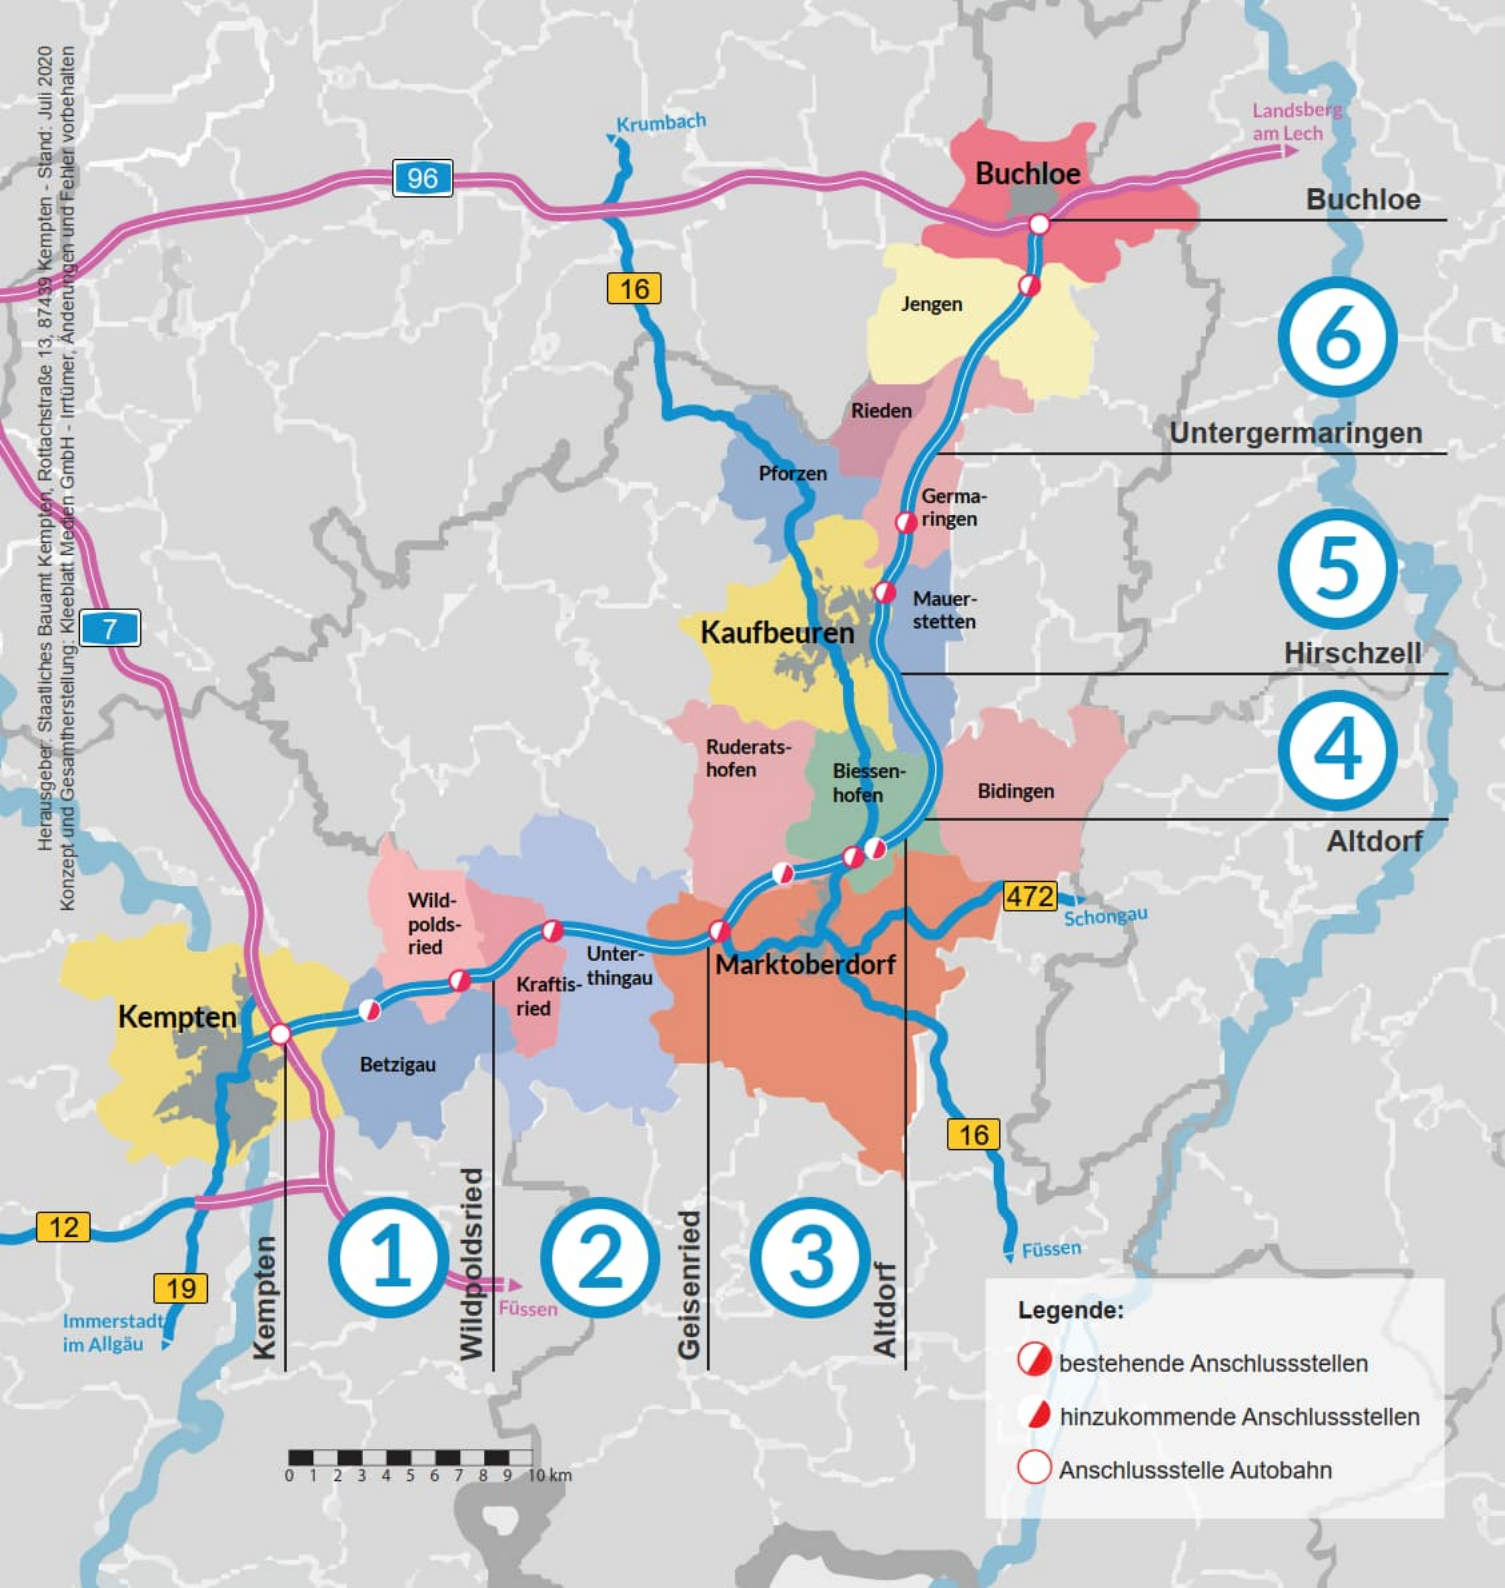 Herausgeber: Staatliches Bauamt Kempten, Rottachstraße 13, 87439 Kempten - Stand: Juli 2020
Konzept und Gesamtherstellung: Kleeblatt Medien GmbH - Irrtümer, Änderungen und Fehler vorbehalten
Krumbach
Landsberg
am Lech
96
Buchloe
Buchloe
16
Jengen
6
Rieden
Untergermaringen
Pforzen
Germa-
ringen
5
7
Mauer-
stetten
Kaufbeuren
Hirschzell
Ruderats-
hofen
Biessen-
hofen
Bidingen
4
Altdorf
472
Schongau
Wild-
polds-
ried
Unter-
thingau
Kraftis-
ried
Marktoberdorf
Kempten
Betzigau
16
12
19
Immerstadt
im Allgäu
Kempten
1
Wildpoldsried
Füssen
2
Geisenried
3
Altdorf
Füssen
Legende:
bestehende Anschlussstellen
hinzukommende Anschlussstellen
Anschlussstelle Autobahn
0 1 2 3 4 5 6 7 8 9 10 km